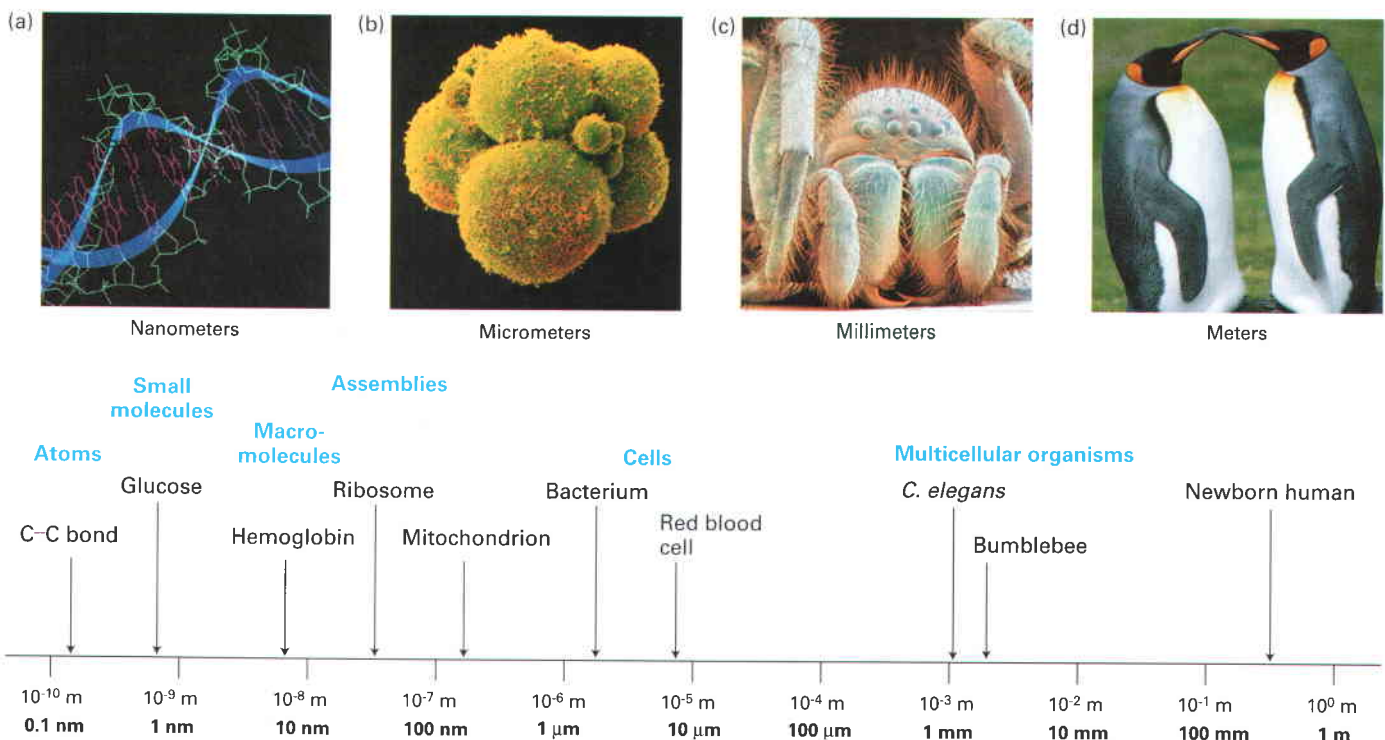 (a)
(b)
(c)
(d)
Nanometers
Micrometers
Millimeters
Meters
Small
molecules
Assemblies
Atoms
Macro-
molecules
Cells
Multicellular organisms
Glucose
Ribosome
Bacterium
C. elegans
Newborn human
C–C bond
Hemoglobin
Mitochondrion
Red blood
cell
Bumblebee
10⁻¹⁰ m
0.1 nm
10⁻⁹ m
1 nm
10⁻⁸ m
10 nm
10⁻⁷ m
100 nm
10⁻⁶ m
1 μm
10⁻⁵ m
10 μm
10⁻⁴ m
100 μm
10⁻³ m
1 mm
10⁻² m
10 mm
10⁻¹ m
100 mm
10⁰ m
1 m